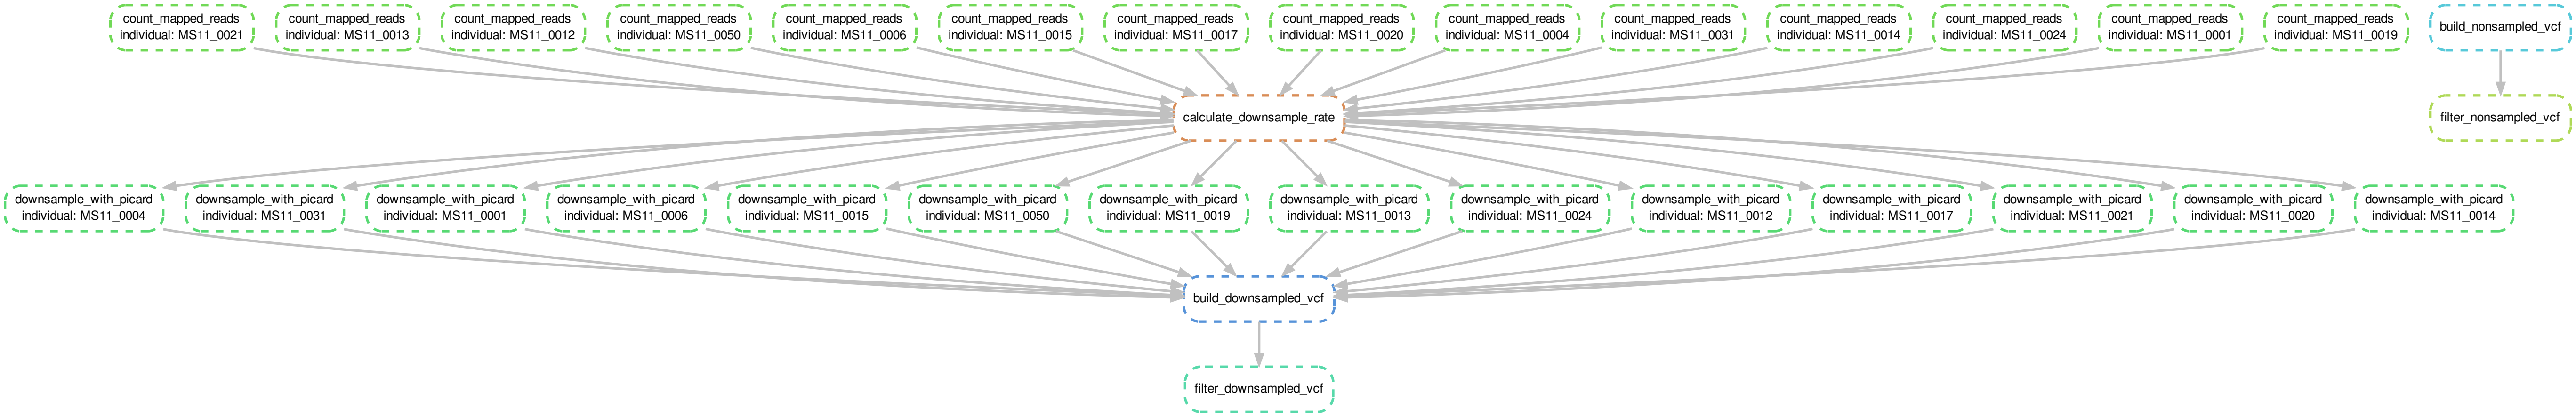 count_mapped_reads
individual: MS11_0021
count_mapped_reads
individual: MS11_0013
count_mapped_reads
individual: MS11_0012
count_mapped_reads
individual: MS11_0050
count_mapped_reads
individual: MS11_0006
count_mapped_reads
individual: MS11_0015
count_mapped_reads
individual: MS11_0017
count_mapped_reads
individual: MS11_0020
count_mapped_reads
individual: MS11_0004
count_mapped_reads
individual: MS11_0031
count_mapped_reads
individual: MS11_0014
count_mapped_reads
individual: MS11_0024
count_mapped_reads
individual: MS11_0001
count_mapped_reads
individual: MS11_0019
build_nonsampled_vcf
calculate_downsample_rate
filter_nonsampled_vcf
downsample_with_picard
individual: MS11_0004
downsample_with_picard
individual: MS11_0031
downsample_with_picard
individual: MS11_0001
downsample_with_picard
individual: MS11_0006
downsample_with_picard
individual: MS11_0015
downsample_with_picard
individual: MS11_0050
downsample_with_picard
individual: MS11_0019
downsample_with_picard
individual: MS11_0013
downsample_with_picard
individual: MS11_0024
downsample_with_picard
individual: MS11_0012
downsample_with_picard
individual: MS11_0017
downsample_with_picard
individual: MS11_0021
downsample_with_picard
individual: MS11_0020
downsample_with_picard
individual: MS11_0014
build_downsampled_vcf
filter_downsampled_vcf